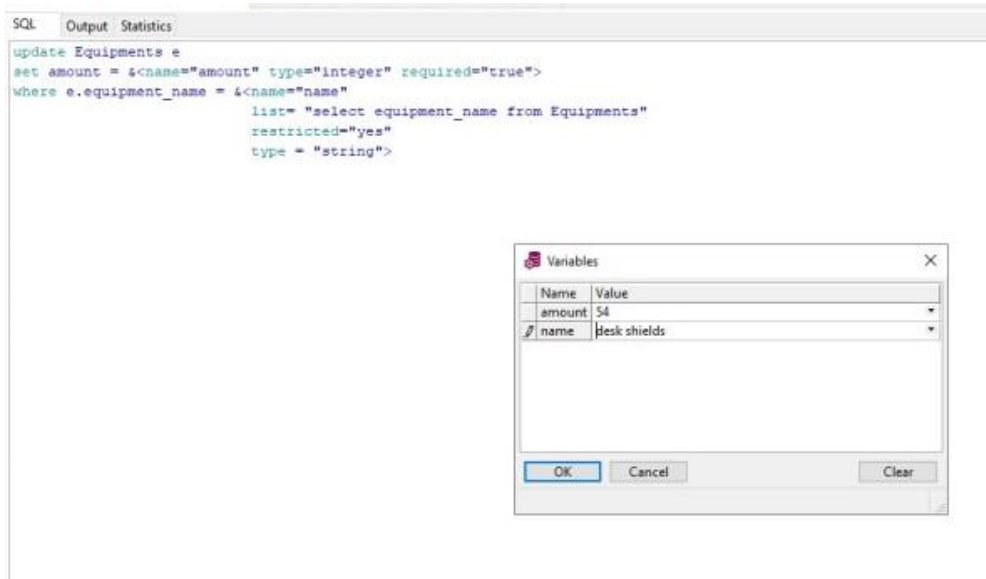 SQL Output Statistics
update Equipments e
set amount = &<name="amount" type="integer" required="true">
where e.equipment_name = &<name="name"
list= "select equipment_name from Equipments"
restricted="yes"
type = "string">
Variables
Name Value
amount 54
name desk shields
OK Cancel Clear